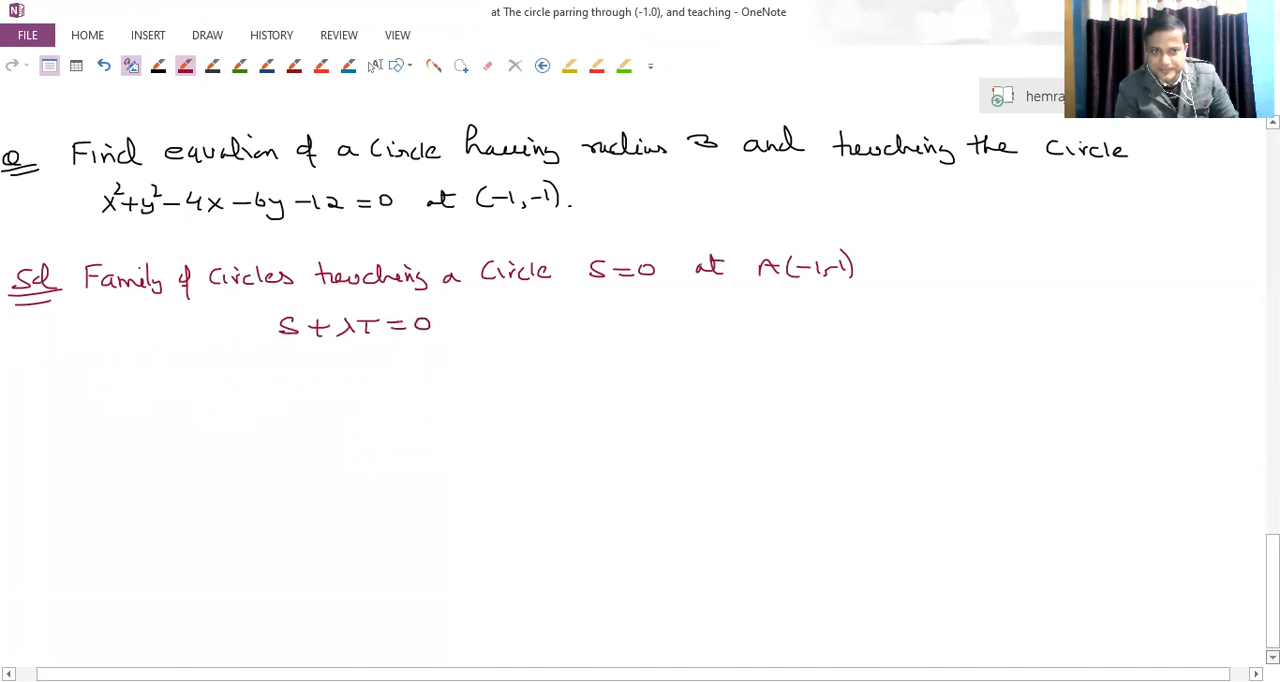 at The circle parring through (-1.0), and teaching - OneNote
FILE HOME INSERT DRAW HISTORY REVIEW VIEW
hemra
Q Find equation of a circle having radius 3 and touching the circle
x²+y²-4x-6y-12=0 at (-1,-1).
Sol Family of circles touching a circle S=0 at A(-1,-1)
S+λT=0